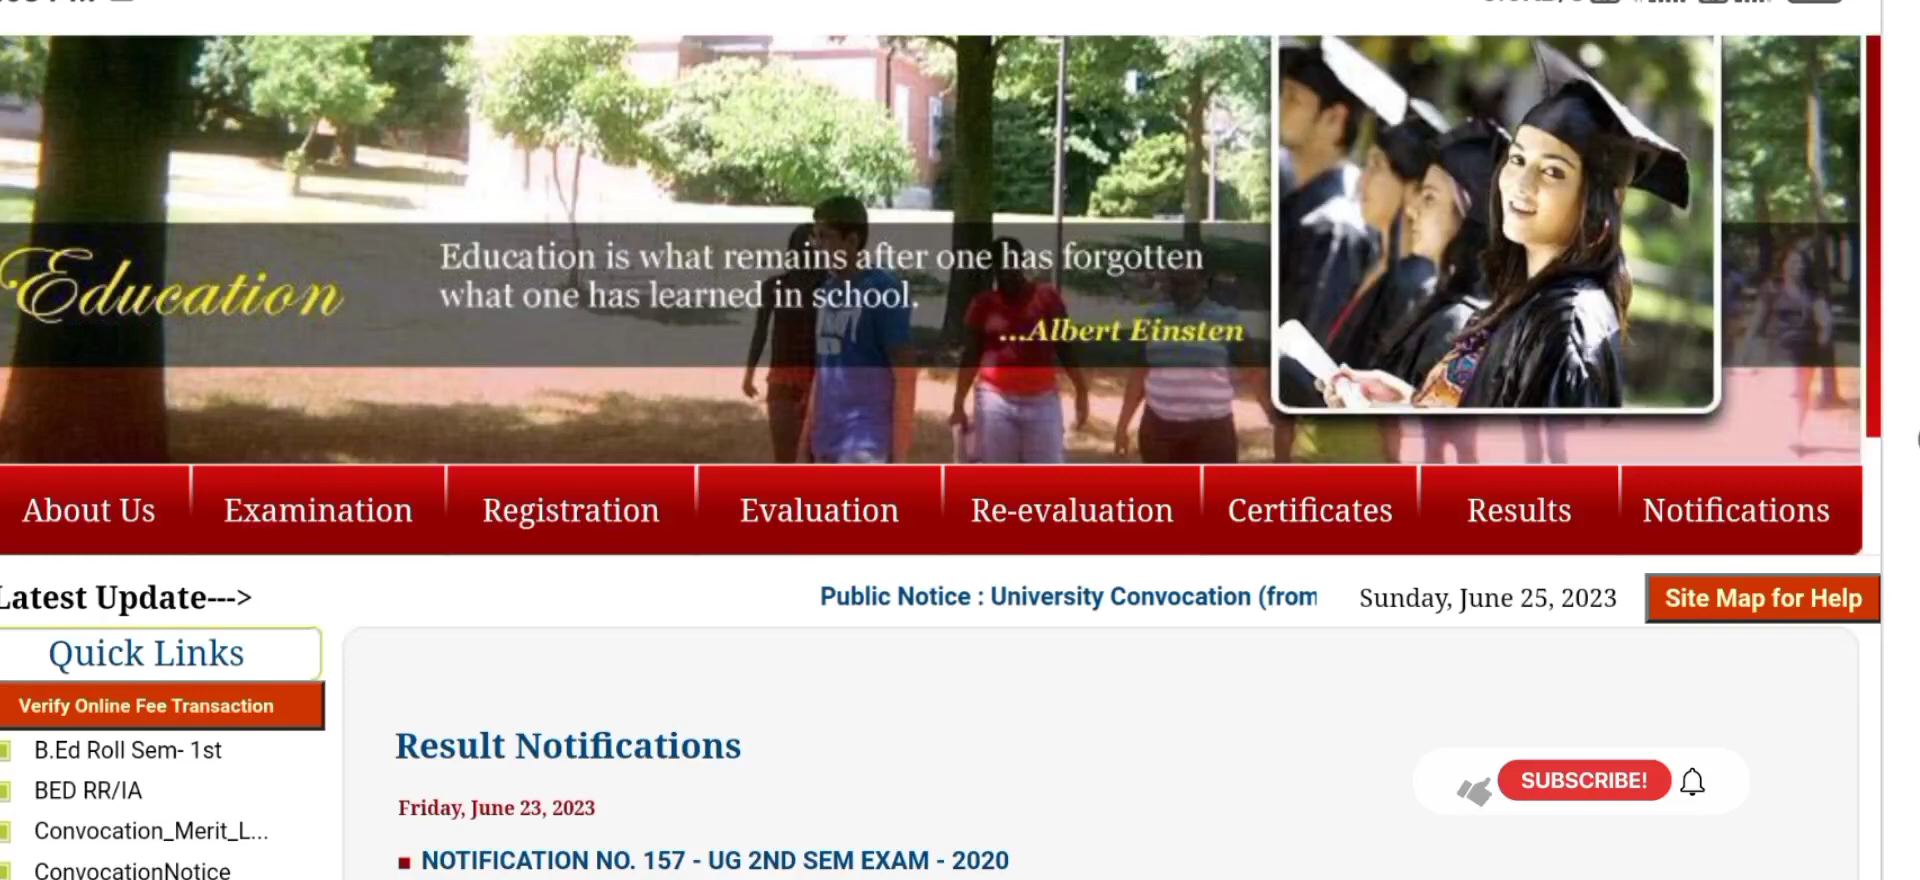 Education
Education is what remains after one has forgotten
what one has learned in school.
...Albert Einsten
About Us
Examination
Registration
Evaluation
Re-evaluation
Certificates
Results
Notifications
Latest Update--->
Public Notice : University Convocation (from
Sunday, June 25, 2023
Site Map for Help
Quick Links
Verify Online Fee Transaction
B.Ed Roll Sem- 1st
BED RR/IA
Convocation_Merit_L...
ConvocationNotice
Result Notifications
SUBSCRIBE!
Friday, June 23, 2023
NOTIFICATION NO. 157 - UG 2ND SEM EXAM - 2020